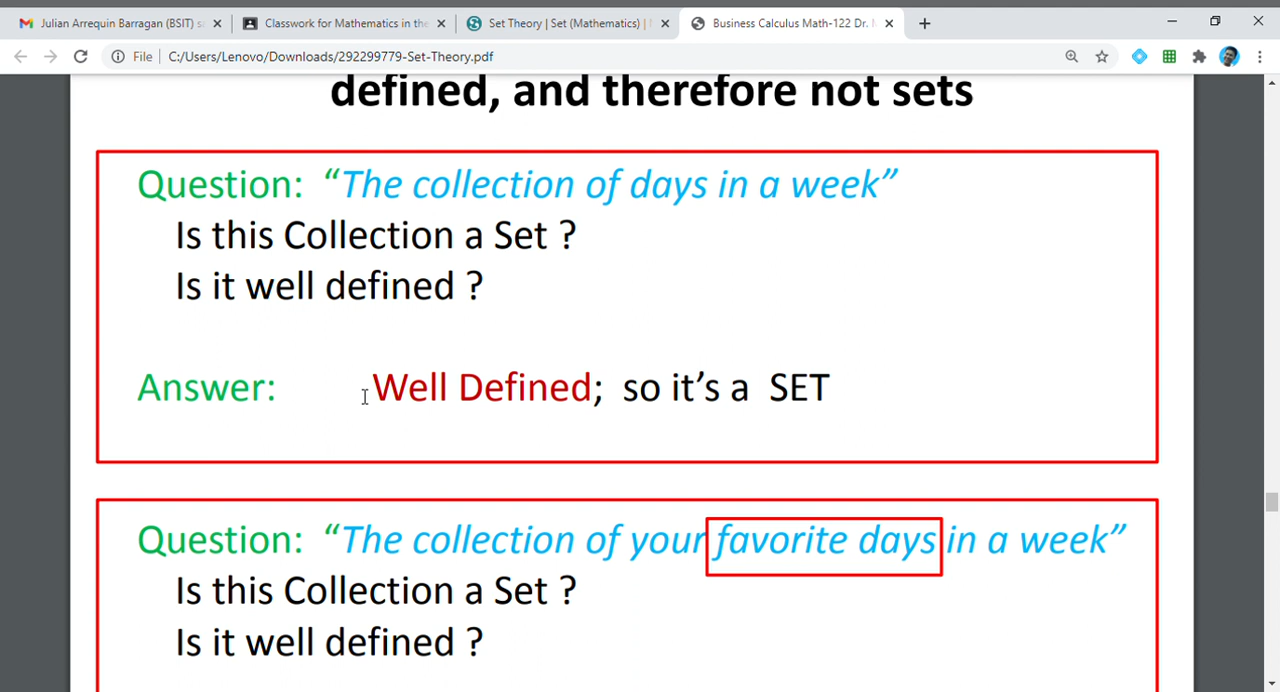 Julian Arrequin Barragan (BSIT) sa
Classwork for Mathematics in the
Set Theory | Set (Mathematics) |
Business Calculus Math-122 Dr.
File
C:/Users/Lenovo/Downloads/292299779-Set-Theory.pdf
defined, and therefore not sets
Question: “The collection of days in a week”
Is this Collection a Set ?
Is it well defined ?
Answer: Well Defined; so it’s a SET
Question: “The collection of your favorite days in a week”
Is this Collection a Set ?
Is it well defined ?